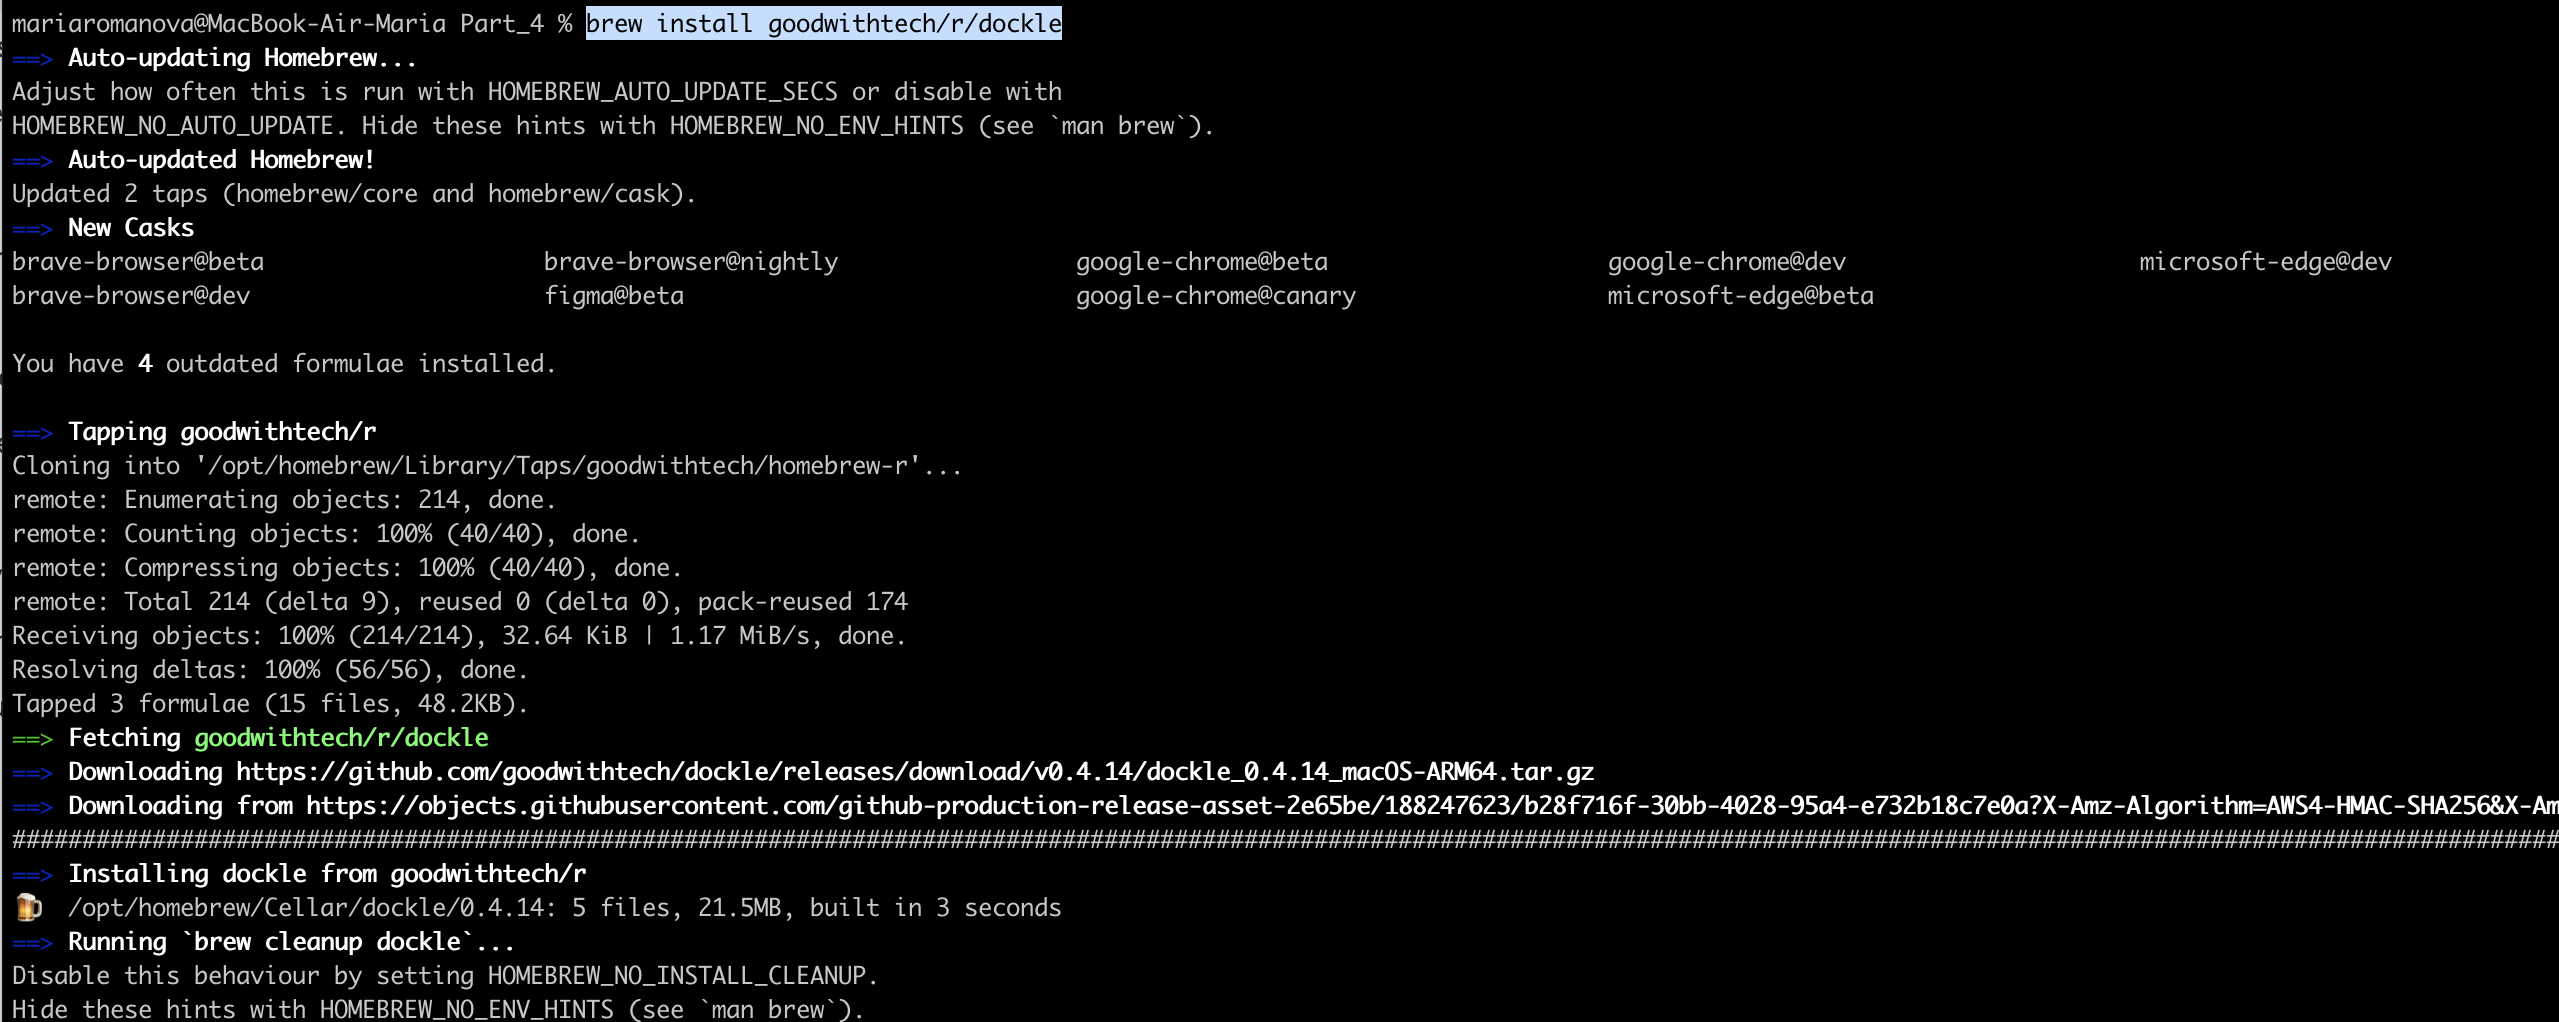 mariaromanova@MacBook-Air-Maria Part_4 % brew install goodwithtech/r/dockle
==> Auto-updating Homebrew...
Adjust how often this is run with HOMEBREW_AUTO_UPDATE_SECS or disable with
HOMEBREW_NO_AUTO_UPDATE. Hide these hints with HOMEBREW_NO_ENV_HINTS (see `man brew`).
==> Auto-updated Homebrew!
Updated 2 taps (homebrew/core and homebrew/cask).
==> New Casks
brave-browser@beta brave-browser@nightly google-chrome@beta google-chrome@dev microsoft-edge@dev
brave-browser@dev figma@beta google-chrome@canary microsoft-edge@beta
You have 4 outdated formulae installed.
==> Tapping goodwithtech/r
Cloning into '/opt/homebrew/Library/Taps/goodwithtech/homebrew-r'...
remote: Enumerating objects: 214, done.
remote: Counting objects: 100% (40/40), done.
remote: Compressing objects: 100% (40/40), done.
remote: Total 214 (delta 9), reused 0 (delta 0), pack-reused 174
Receiving objects: 100% (214/214), 32.64 KiB | 1.17 MiB/s, done.
Resolving deltas: 100% (56/56), done.
Tapped 3 formulae (15 files, 48.2KB).
==> Fetching goodwithtech/r/dockle
==> Downloading https://github.com/goodwithtech/dockle/releases/download/v0.4.14/dockle_0.4.14_macOS-ARM64.tar.gz
==> Downloading from https://objects.githubusercontent.com/github-production-release-asset-2e65be/188247623/b28f716f-30bb-4028-95a4-e732b18c7e0a?X-Amz-Algorithm=AWS4-HMAC-SHA256&X-Am
######################################################################################################################################################################################
==> Installing dockle from goodwithtech/r
🍺 /opt/homebrew/Cellar/dockle/0.4.14: 5 files, 21.5MB, built in 3 seconds
==> Running `brew cleanup dockle`...
Disable this behaviour by setting HOMEBREW_NO_INSTALL_CLEANUP.
Hide these hints with HOMEBREW_NO_ENV_HINTS (see `man brew`).